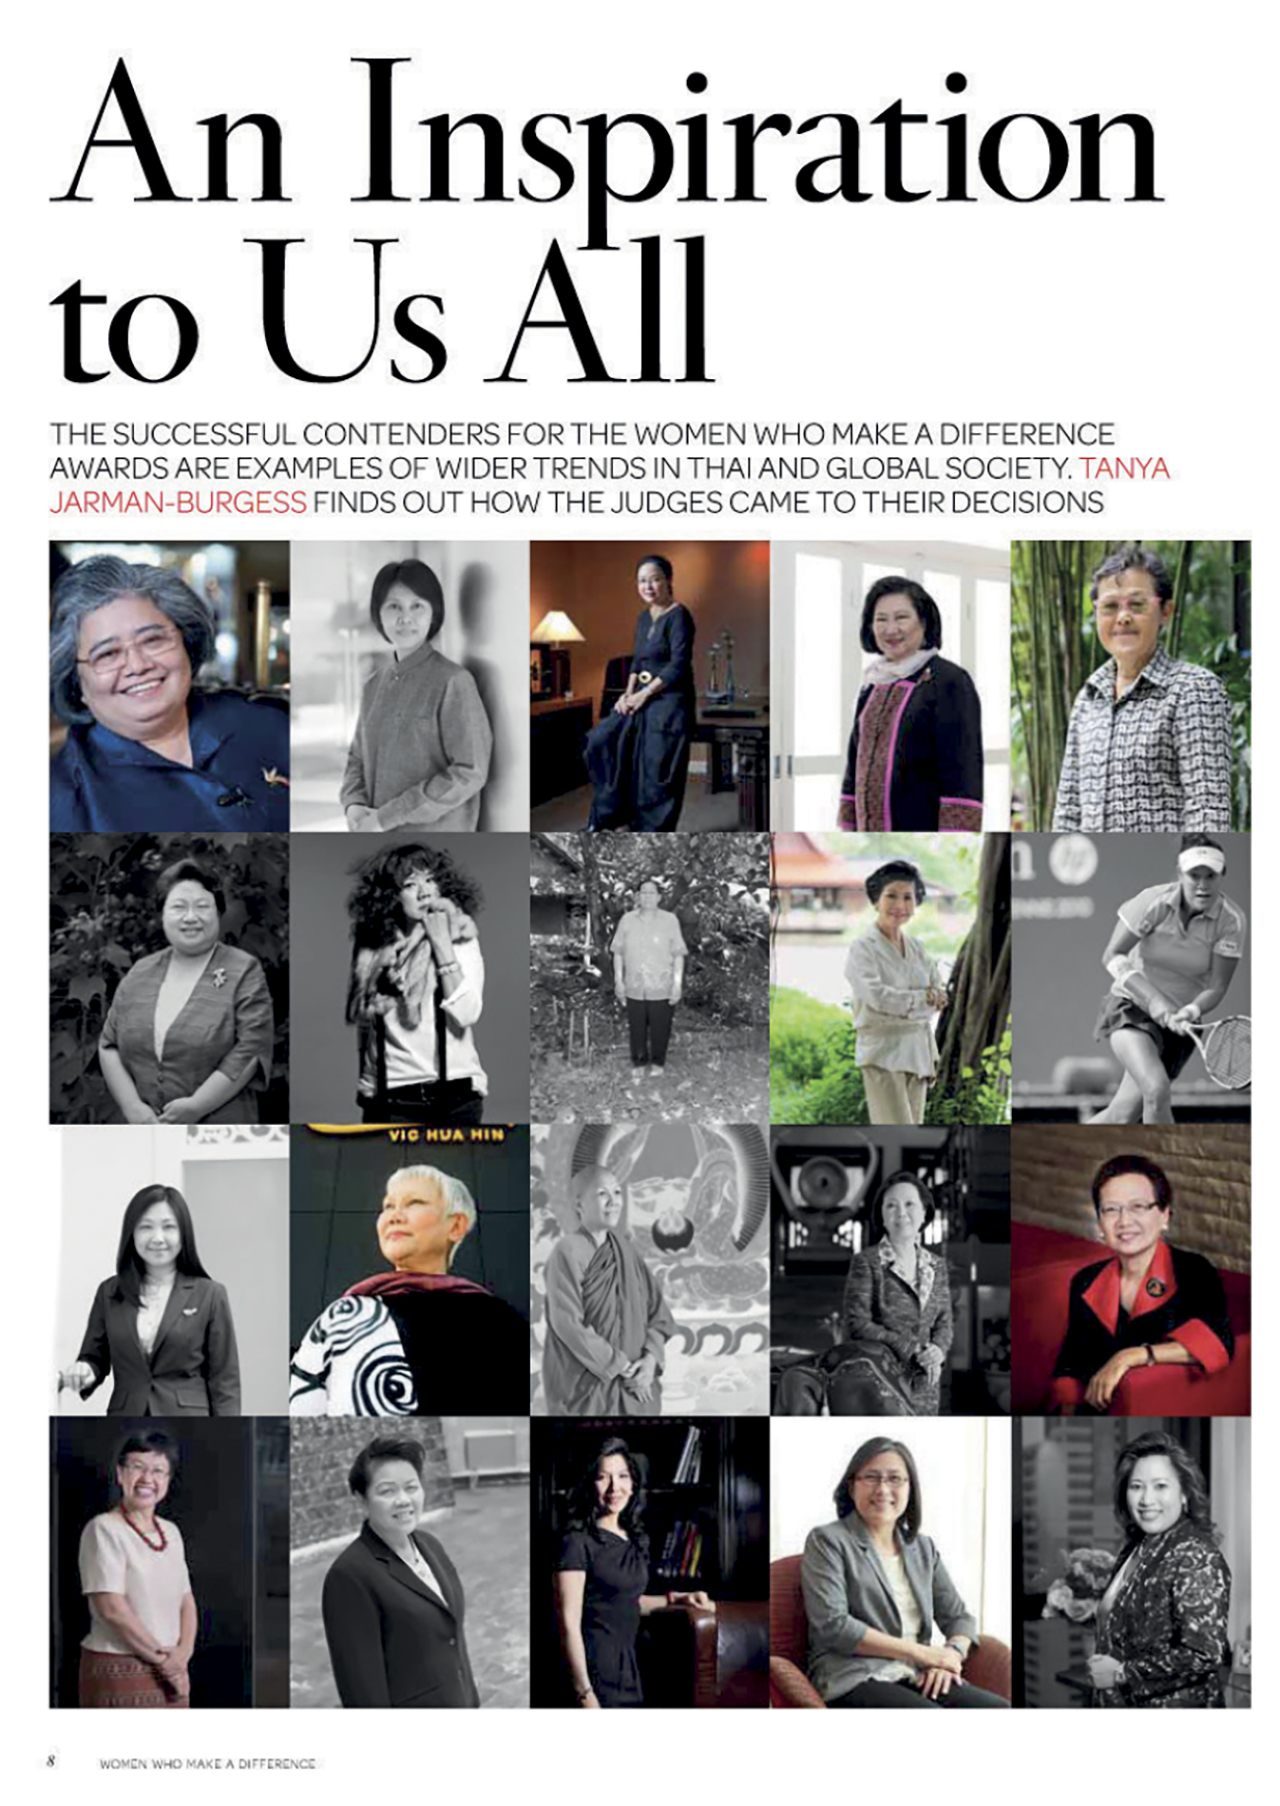 An Inspiration
to Us All
THE SUCCESSFUL CONTENDERS FOR THE WOMEN WHO MAKE A DIFFERENCE
AWARDS ARE EXAMPLES OF WIDER TRENDS IN THAI AND GLOBAL SOCIETY. TANYA
JARMAN-BURGESS FINDS OUT HOW THE JUDGES CAME TO THEIR DECISIONS
VIC HUA HIN
8 WOMEN WHO MAKE A DIFFERENCE